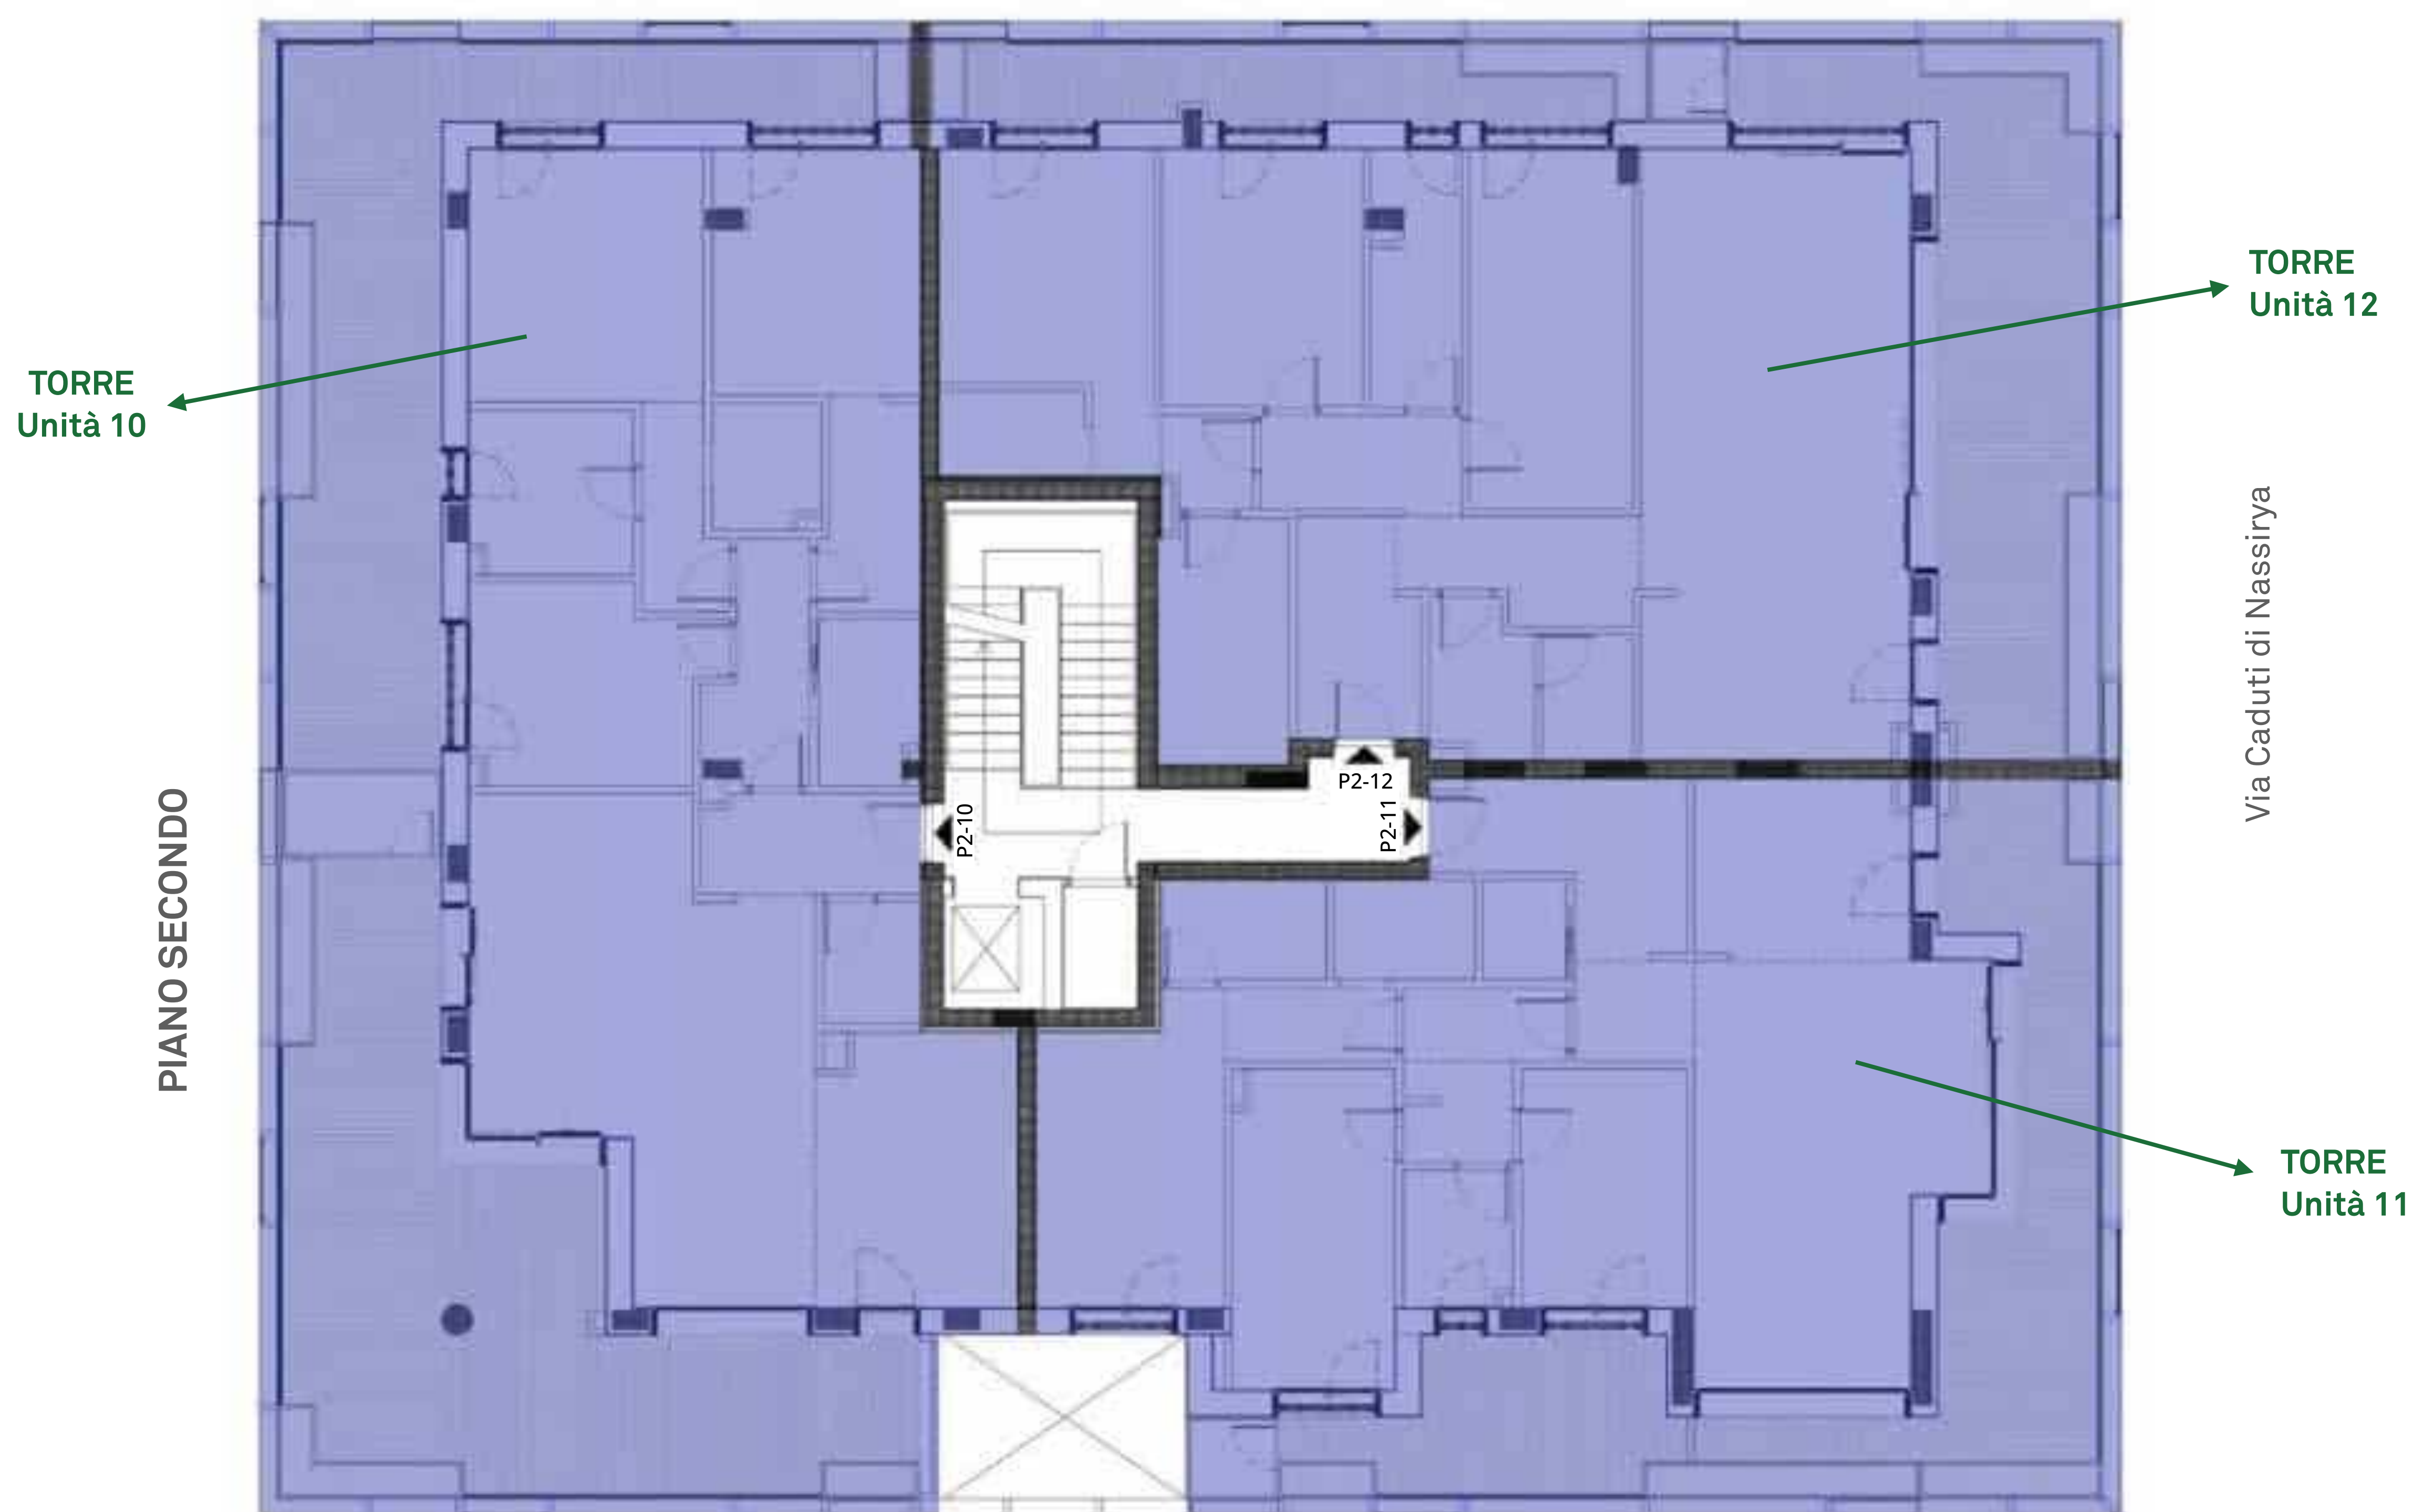 TORRE
Unità 12
TORRE
Unità 10
Via Caduti di Nassirya
PIANO SECONDO
P2-12
P2-11
P2-10
TORRE
Unità 11